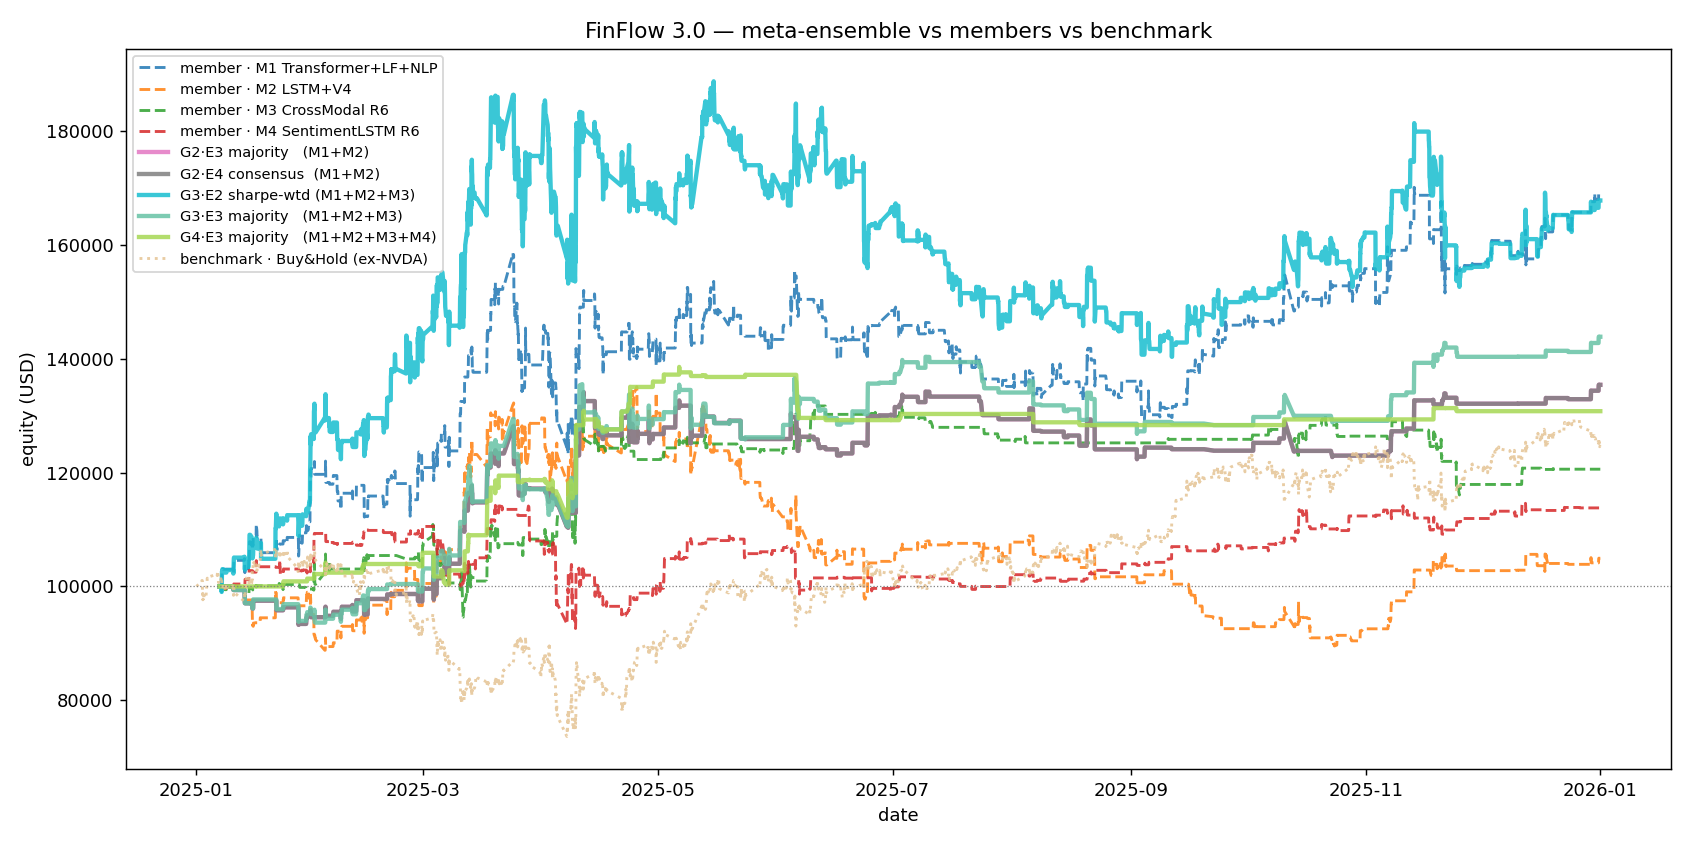 FinFlow 3.0 — meta-ensemble vs members vs benchmark
member · M1 Transformer+LF+NLP
member · M2 LSTM+V4
member · M3 CrossModal R6
member · M4 SentimentLSTM R6
G2·E3 majority   (M1+M2)
G2·E4 consensus  (M1+M2)
G3·E2 sharpe-wtd (M1+M2+M3)
G3·E3 majority   (M1+M2+M3)
G4·E3 majority   (M1+M2+M3+M4)
benchmark · Buy&Hold (ex-NVDA)
equity (USD)
180000
160000
140000
120000
100000
80000
2025-01
2025-03
2025-05
2025-07
2025-09
2025-11
2026-01
date